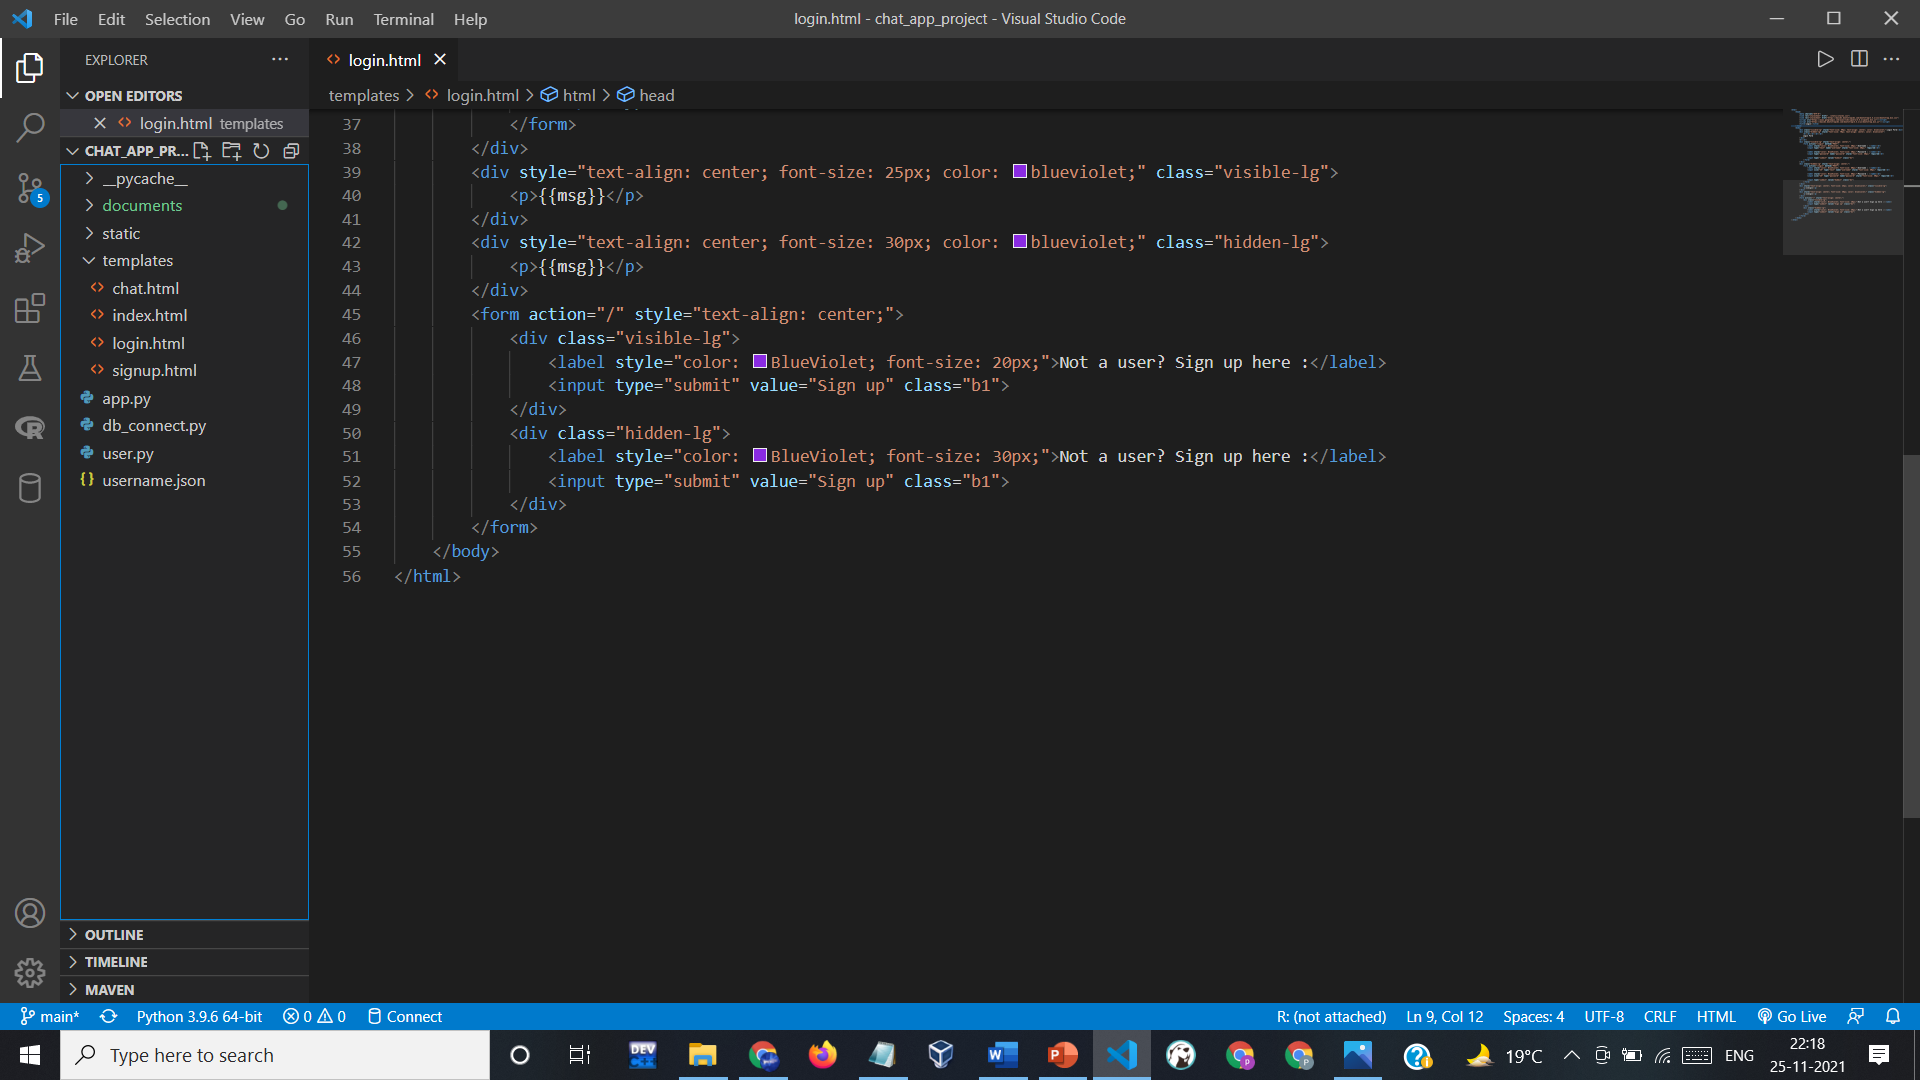 File Edit Selection View Go Run Terminal Help
login.html - chat_app_project - Visual Studio Code
EXPLORER
login.html
OPEN EDITORS
templates > login.html > html > head
login.html templates
CHAT_APP_PR...
__pycache__
documents
static
templates
chat.html
index.html
login.html
signup.html
app.py
db_connect.py
user.py
username.json
5
37 </form>
38 </div>
39 <div style="text-align: center; font-size: 25px; color: blueviolet;" class="visible-lg">
40 <p>{{msg}}</p>
41 </div>
42 <div style="text-align: center; font-size: 30px; color: blueviolet;" class="hidden-lg">
43 <p>{{msg}}</p>
44 </div>
45 <form action="/" style="text-align: center;">
46 <div class="visible-lg">
47 <label style="color: BlueViolet; font-size: 20px;">Not a user? Sign up here :</label>
48 <input type="submit" value="Sign up" class="b1">
49 </div>
50 <div class="hidden-lg">
51 <label style="color: BlueViolet; font-size: 30px;">Not a user? Sign up here :</label>
52 <input type="submit" value="Sign up" class="b1">
53 </div>
54 </form>
55 </body>
56 </html>
OUTLINE
TIMELINE
MAVEN
main* Python 3.9.6 64-bit 0 0 Connect
R: (not attached) Ln 9, Col 12 Spaces: 4 UTF-8 CRLF HTML Go Live
Type here to search
DEV
19°C
ENG
22:18
25-11-2021